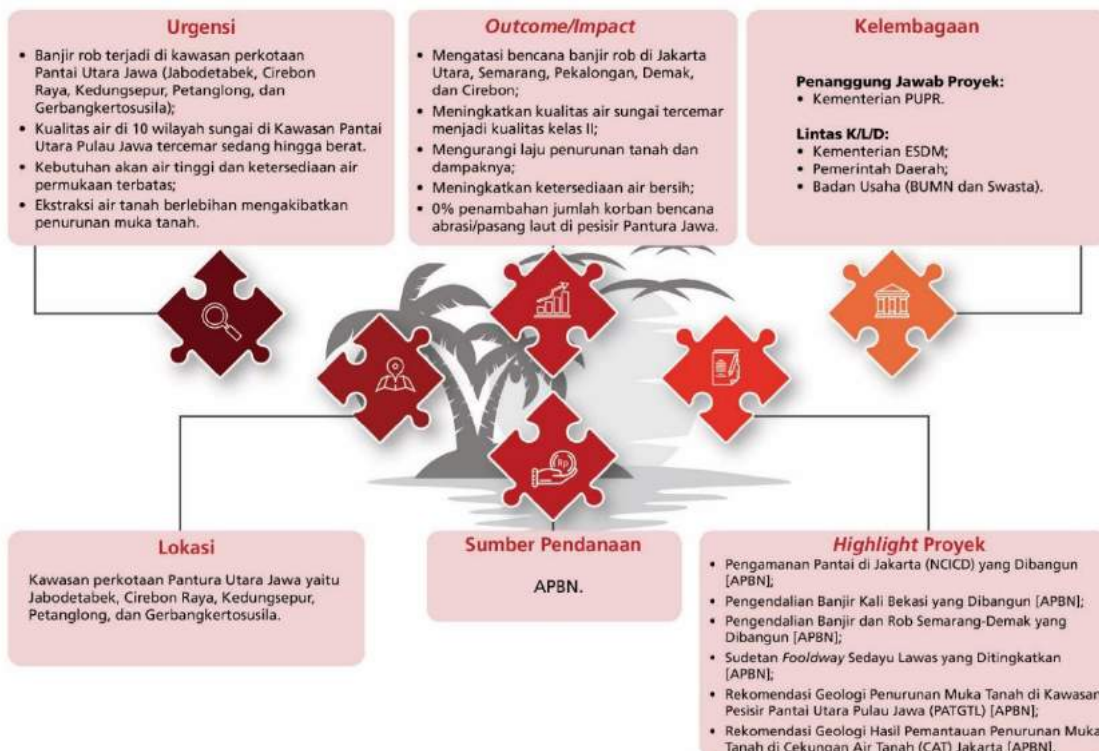 Urgensi
• Banjir rob terjadi di kawasan perkotaan
Pantai Utara Jawa (Jabodetabek, Cirebon
Raya, Kedungsepur, Petanglong, dan
Gerbangkertosusila);
• Kualitas air di 10 wilayah sungai di Kawasan Pantai
Utara Pulau Jawa tercemar sedang hingga berat.
• Kebutuhan akan air tinggi dan ketersediaan air
permukaan terbatas;
• Ekstraksi air tanah berlebihan mengakibatkan
penurunan muka tanah.
Outcome/Impact
• Mengatasi bencana banjir rob di Jakarta
Utara, Semarang, Pekalongan, Demak,
dan Cirebon;
• Meningkatkan kualitas air sungai tercemar
menjadi kualitas kelas II;
• Mengurangi laju penurunan tanah dan
dampaknya;
• Meningkatkan ketersediaan air bersih;
• 0% penambahan jumlah korban bencana
abrasi/pasang laut di pesisir Pantura Jawa.
Kelembagaan
Penanggung Jawab Proyek:
• Kementerian PUPR.
Lintas K/L/D:
• Kementerian ESDM;
• Pemerintah Daerah;
• Badan Usaha (BUMN dan Swasta).
Rp
Lokasi
Kawasan perkotaan Pantura Utara Jawa yaitu
Jabodetabek, Cirebon Raya, Kedungsepur,
Petanglong, dan Gerbangkertosusila.
Sumber Pendanaan
APBN.
Highlight Proyek
• Pengamanan Pantai di Jakarta (NCICD) yang Dibangun
[APBN];
• Pengendalian Banjir Kali Bekasi yang Dibangun [APBN];
• Pengendalian Banjir dan Rob Semarang-Demak yang
Dibangun [APBN];
• Sudetan Fooldway Sedayu Lawas yang Ditingkatkan
[APBN];
• Rekomendasi Geologi Penurunan Muka Tanah di Kawasan
Pesisir Pantai Utara Pulau Jawa (PATGTL) [APBN];
• Rekomendasi Geologi Hasil Pemantauan Penurunan Muka
Tanah di Cekungan Air Tanah (CAT) Jakarta [APBN].